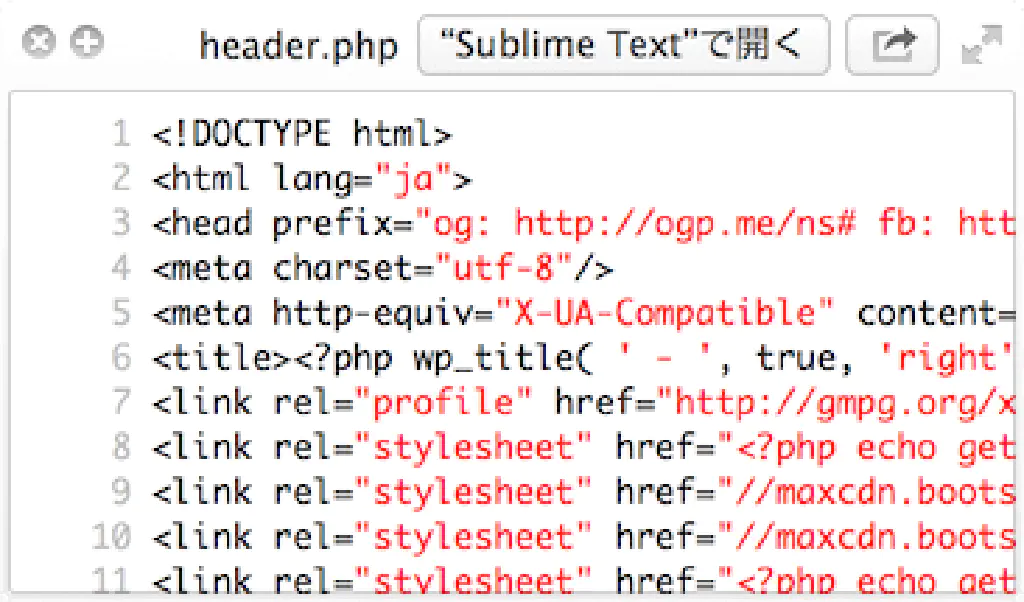 header.php “Sublime Text”で開く
1 <!DOCTYPE html>
2 <html lang="ja">
3 <head prefix="og: http://ogp.me/ns# fb: htt
4 <meta charset="utf-8"/>
5 <meta http-equiv="X-UA-Compatible" content=
6 <title><?php wp_title( ' - ', true, 'right'
7 <link rel="profile" href="http://gmpg.org/x
8 <link rel="stylesheet" href="<?php echo get
9 <link rel="stylesheet" href="//maxcdn.boots
10 <link rel="stylesheet" href="//maxcdn.boots
11 <link rel="stylesheet" href="<?php echo get